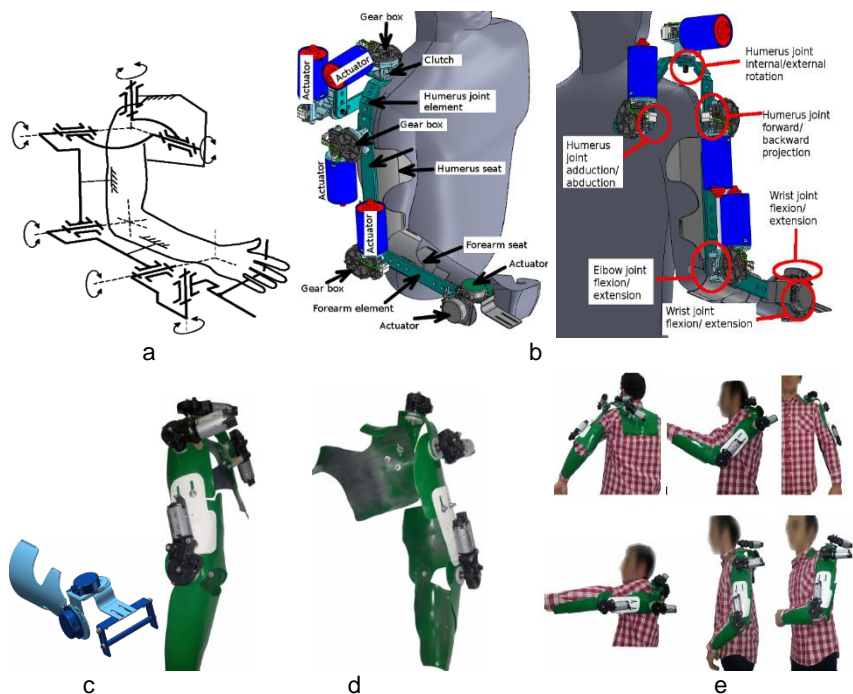 Gear box
Actuator
Actuator
Clutch
Humerus joint
element
Gear box
Humerus seat
Actuator
Actuator
Forearm seat
Actuator
Gear box
Forearm element
Actuator
Humerus joint
internal/external
rotation
Humerus joint
forward/
backward
projection
Humerus
joint
adduction/
abduction
Wrist joint
flexion/
extension
Elbow joint
flexion/
extension
Wrist joint
flexion/ extension
a
b
c
d
e